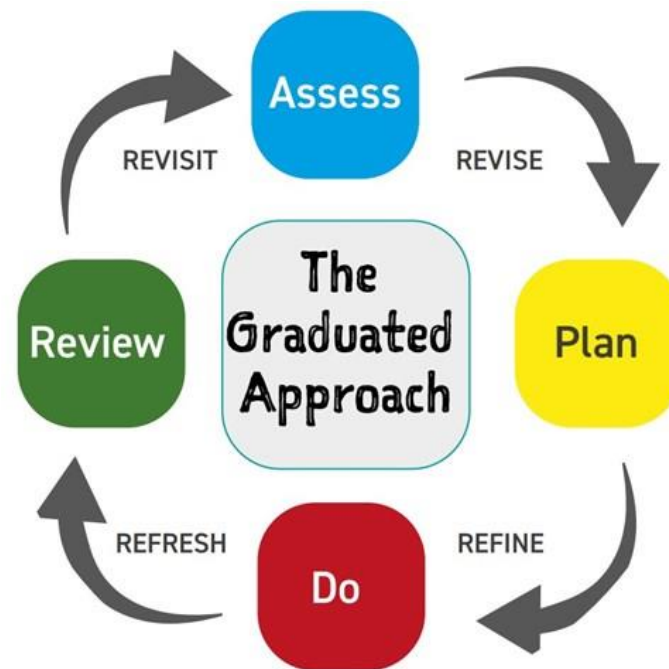 Assess
REVISIT
REVISE
The
Graduated
Approach
Review
Plan
REFRESH
REFINE
Do